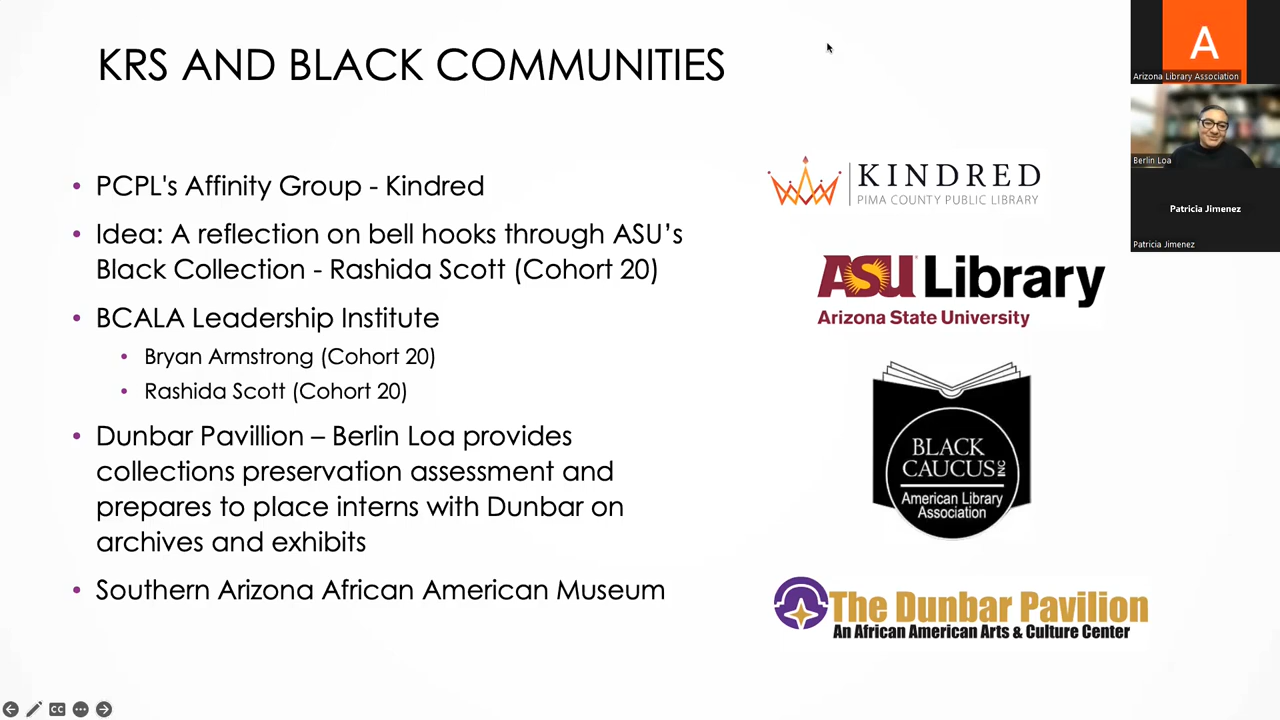 KRS AND BLACK COMMUNITIES
• PCPL's Affinity Group - Kindred
• Idea: A reflection on bell hooks through ASU’s
Black Collection - Rashida Scott (Cohort 20)
• BCALA Leadership Institute
• Bryan Armstrong (Cohort 20)
• Rashida Scott (Cohort 20)
• Dunbar Pavillion – Berlin Loa provides
collections preservation assessment and
prepares to place interns with Dunbar on
archives and exhibits
• Southern Arizona African American Museum
KINDRED
PIMA COUNTY PUBLIC LIBRARY
ASU Library
Arizona State University
BLACK
CAUCUS INC
American Library
Association
The Dunbar Pavilion
An African American Arts & Culture Center
A
Arizona Library Association
Berlin Loa
Patricia Jimenez
Patricia Jimenez
CC